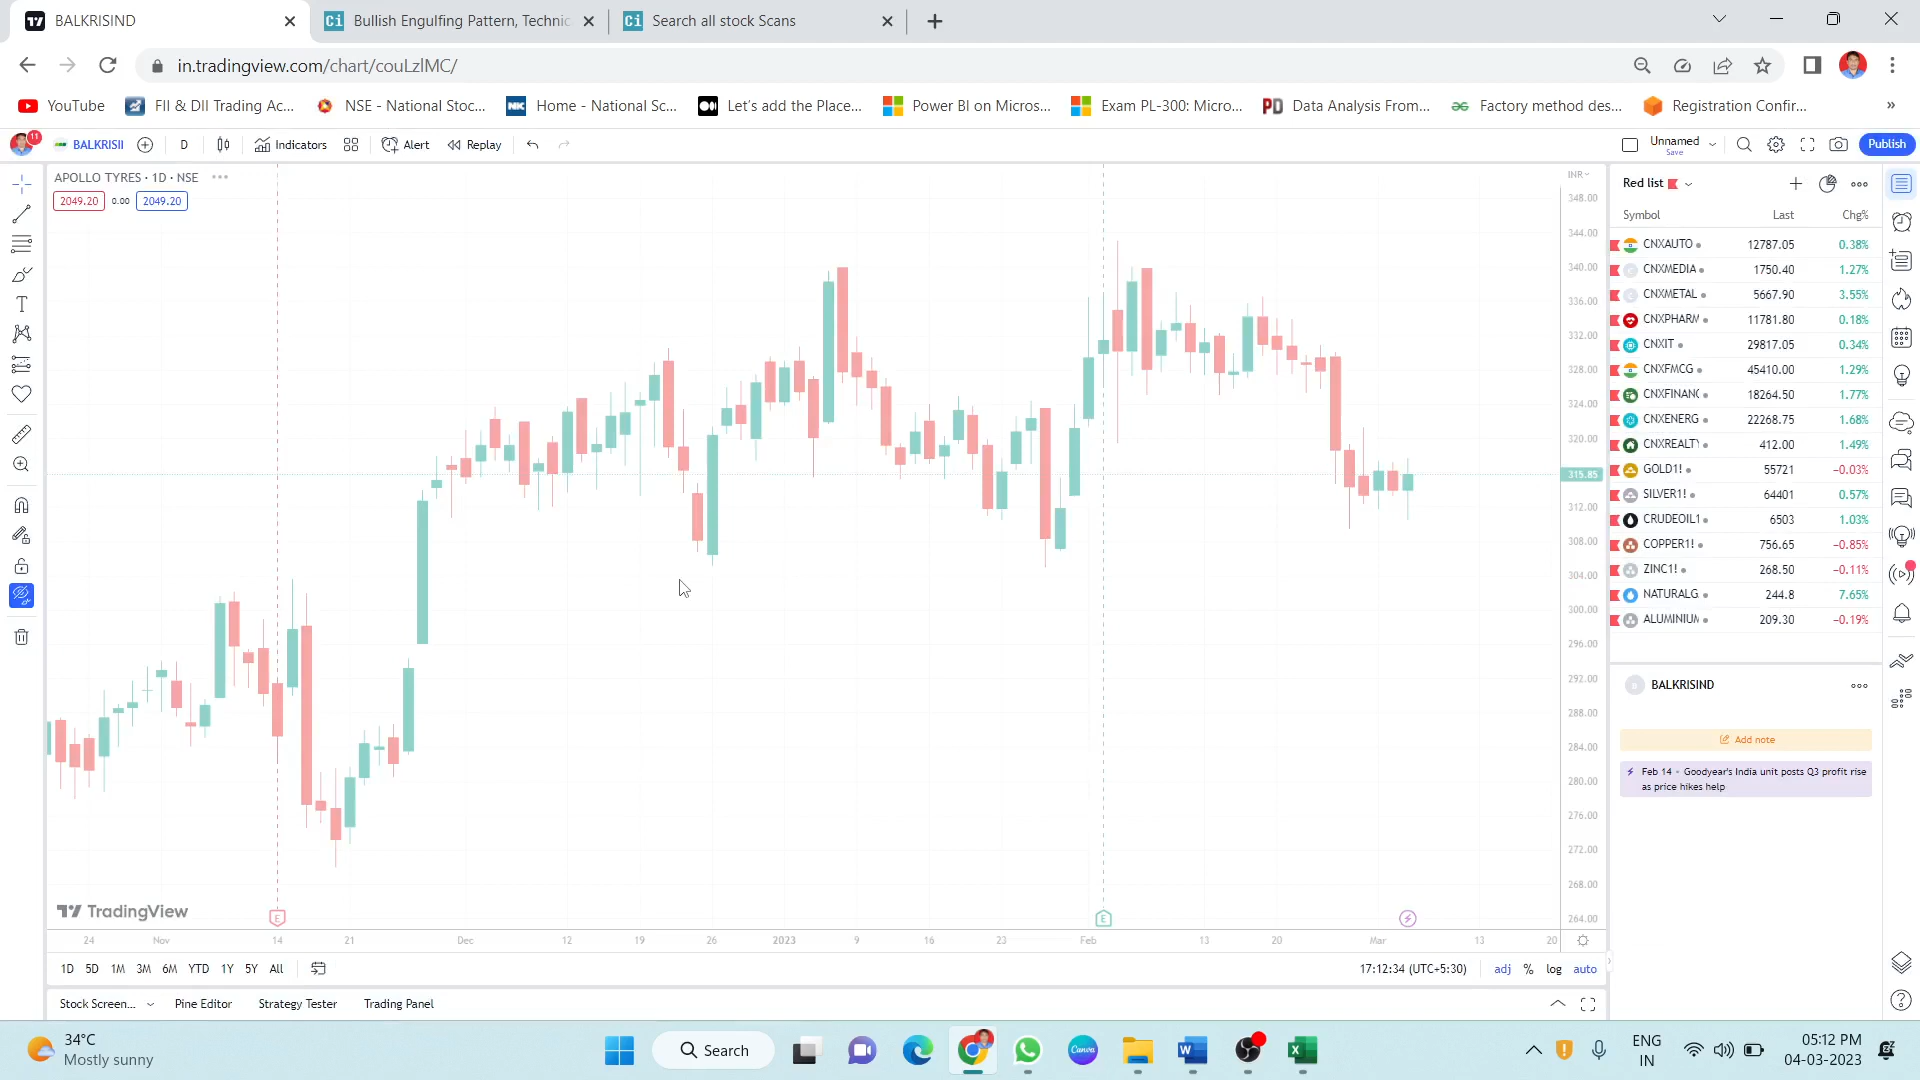 BALKRISIND
Bullish Engulfing Pattern, Technic
Search all stock Scans
in.tradingview.com/chart/couLzlMC/
YouTube
FII & DII Trading Ac...
NSE - National Stoc...
Home - National Sc...
Let's add the Place...
Power BI on Micros...
Exam PL-300: Micro...
Data Analysis From...
Factory method des...
Registration Confir...
»
11
BALKRISII
D
Indicators
Alert
Replay
Unnamed
Save
Publish
APOLLO TYRES · 1D · NSE
2049.20 0.00 2049.20
INR
348.00
344.00
340.00
336.00
332.00
328.00
324.00
320.00
315.85
312.00
308.00
304.00
300.00
296.00
292.00
288.00
284.00
280.00
276.00
272.00
268.00
264.00
TradingView
E
E
24 Nov 14 21 Dec 12 19 26 2023 9 16 23 Feb 13 20 Mar 13 20
1D 5D 1M 3M 6M YTD 1Y 5Y All
17:12:34 (UTC+5:30) adj % log auto
Stock Screen... Pine Editor Strategy Tester Trading Panel
Red list
Symbol Last Chg%
CNXAUTO 12787.05 0.38%
CNXMEDIA 1750.40 1.27%
CNXMETAL 5667.90 3.55%
CNXPHARM 11781.80 0.18%
CNXIT 29817.05 0.34%
CNXFMCG 45410.00 1.29%
CNXFINANC 18264.50 1.77%
CNXENERG 22268.75 1.68%
CNXREALTY 412.00 1.49%
GOLD1! 55721 −0.03%
SILVER1! 64401 0.57%
CRUDEOIL1 6503 1.03%
COPPER1! 756.65 −0.85%
ZINC1! 268.50 −0.11%
NATURALG 244.8 7.65%
ALUMINIUM 209.30 −0.19%
B
BALKRISIND
Add note
Feb 14 • Goodyear's India unit posts Q3 profit rise
as price hikes help
34°C
Mostly sunny
Search
ENG
IN
05:12 PM
04-03-2023